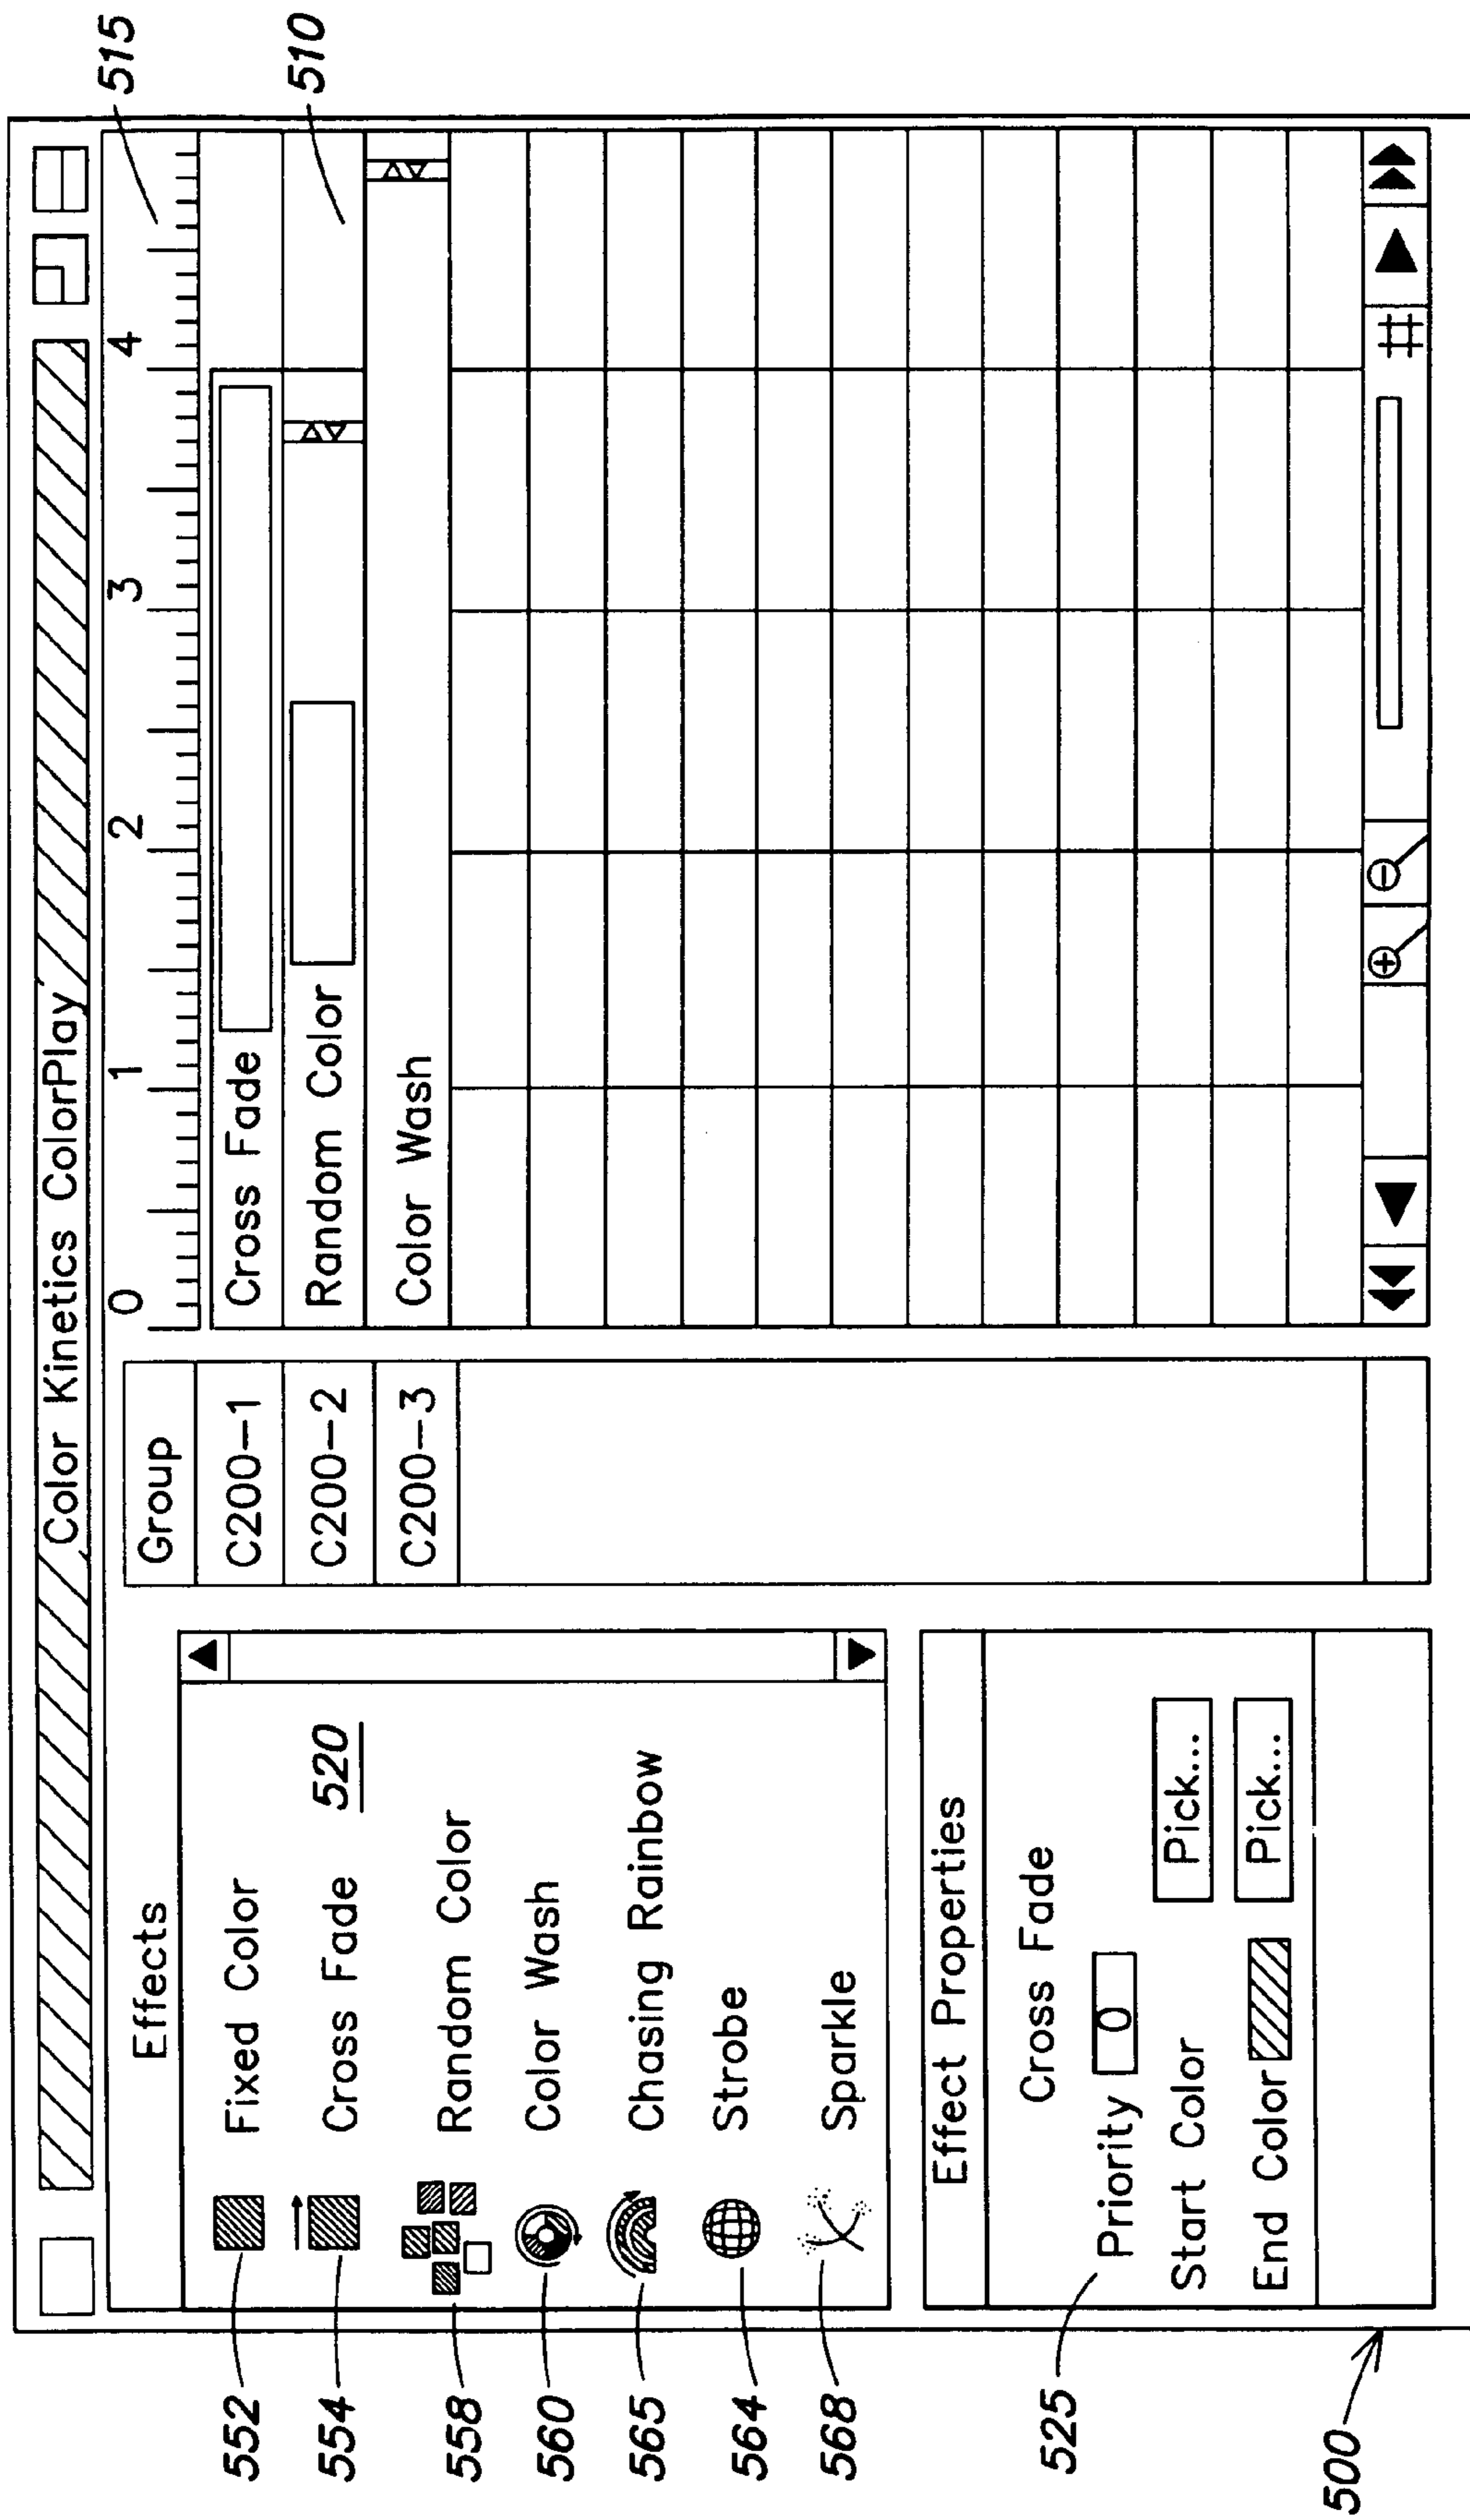 Color Kinetics ColorPlay
515
510
Effects
552
Fixed Color
554
Cross Fade
520
558
Random Color
560
Color Wash
565
Chasing Rainbow
564
Strobe
568
Sparkle
Effect Properties
Cross Fade
525
Priority 0
Start Color Pick...
End Color Pick...
500
Group
C200-1
C200-2
C200-3
0 1 2 3 4
Cross Fade
Random Color
Color Wash